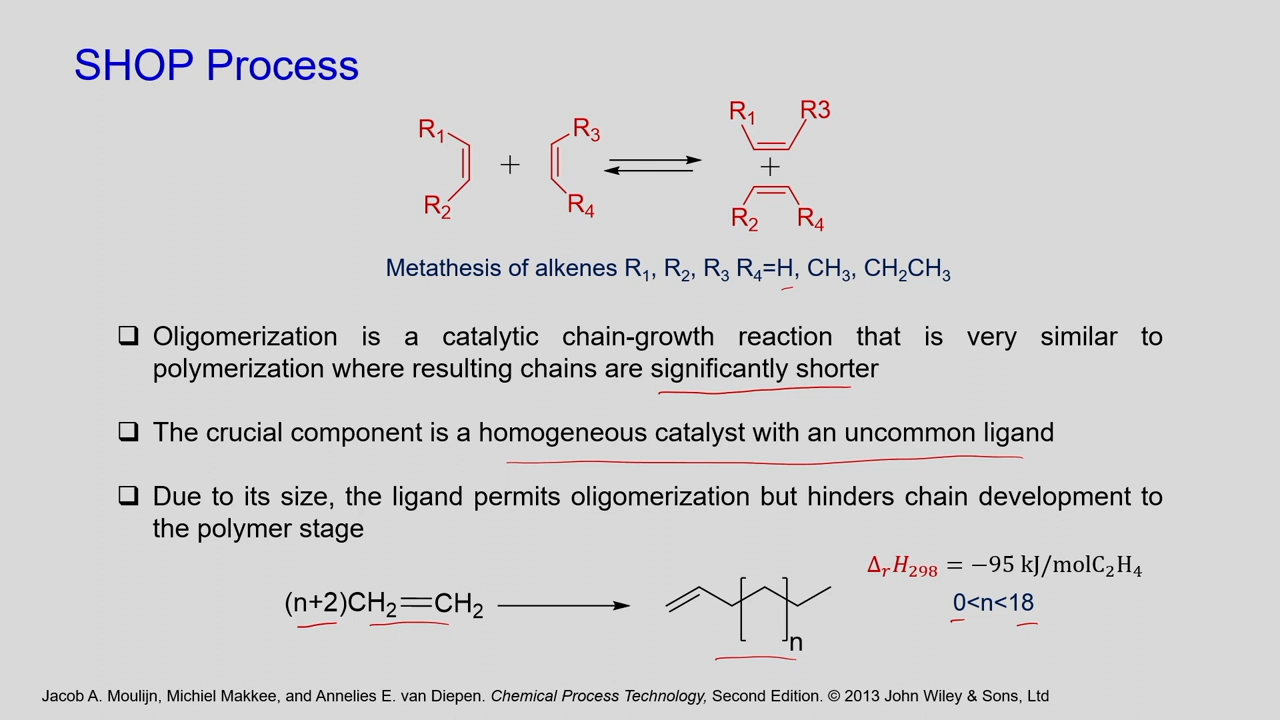 SHOP Process
R1 R3 R1 R3
+ +
R2 R4 R2 R4
Metathesis of alkenes R1, R2, R3 R4=H, CH3, CH2CH3
Oligomerization is a catalytic chain-growth reaction that is very similar to
polymerization where resulting chains are significantly shorter
The crucial component is a homogeneous catalyst with an uncommon ligand
Due to its size, the ligand permits oligomerization but hinders chain development to
the polymer stage
ΔrH298 = −95 kJ/molC2H4
(n+2)CH2=CH2 n 0<n<18
Jacob A. Moulijn, Michiel Makkee, and Annelies E. van Diepen. Chemical Process Technology, Second Edition. © 2013 John Wiley & Sons, Ltd